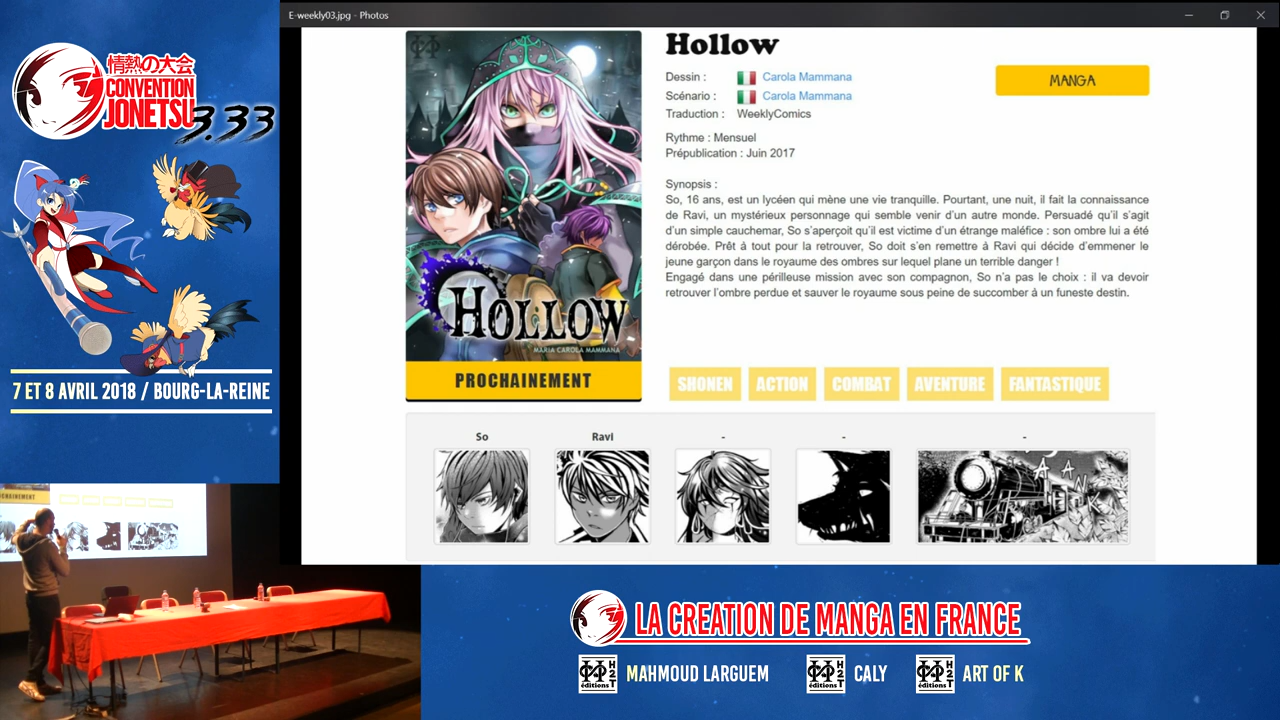 E-weekly03.jpg - Photos
情熱の大会
CONVENTION
JONETSU
3.33
7 ET 8 AVRIL 2018 / BOURG-LA-REINE
HOLLOW
MARIA CAROLA MAMMANA
PROCHAINEMENT
Hollow
Dessin : Carola Mammana
Scénario : Carola Mammana
Traduction : WeeklyComics
MANGA
Rythme : Mensuel
Prépublication : Juin 2017
Synopsis :
So, 16 ans, est un lycéen qui mène une vie tranquille. Pourtant, une nuit, il fait la connaissance
de Ravi, un mystérieux personnage qui semble venir d'un autre monde. Persuadé qu'il s'agit
d'un simple cauchemar, So s'aperçoit qu'il est victime d'un étrange maléfice : son ombre lui a été
dérobée. Prêt à tout pour la retrouver, So doit s'en remettre à Ravi qui décide d'emmener le
jeune garçon dans le royaume des ombres sur lequel plane un terrible danger !
Engagé dans une périlleuse mission avec son compagnon, So n'a pas le choix : il va devoir
retrouver l'ombre perdue et sauver le royaume sous peine de succomber à un funeste destin.
SHONEN ACTION COMBAT AVENTURE FANTASTIQUE
So Ravi - - -
LA CREATION DE MANGA EN FRANCE
H2T éditions MAHMOUD LARGUEM H2T éditions CALY H2T éditions ART OF K